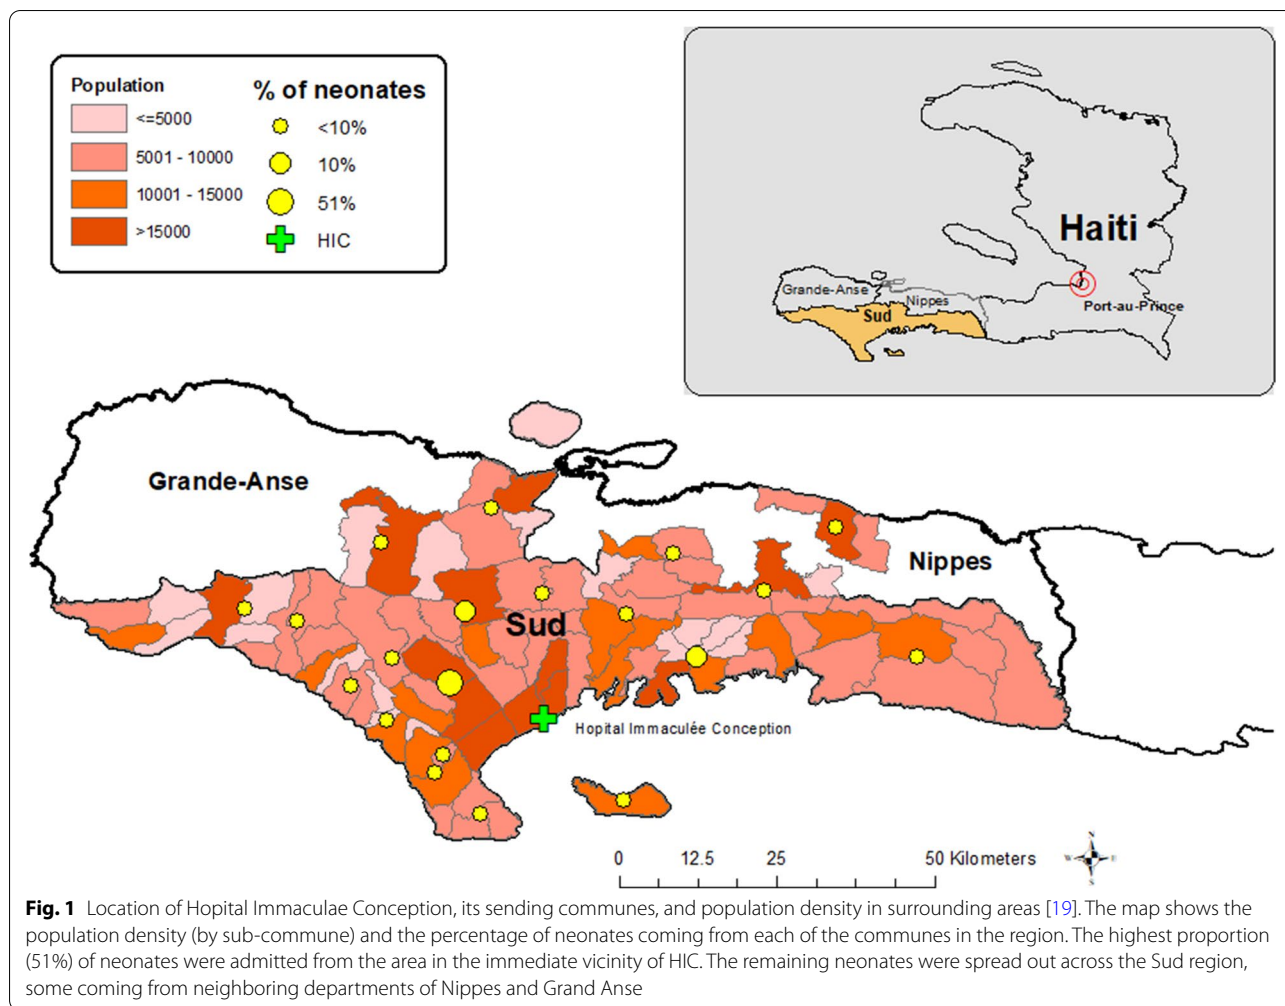 Population
<=5000
5001 - 10000
10001 - 15000
>15000
% of neonates
<10%
10%
51%
HIC
Haiti
Grande-Anse
Nippes
Sud
Port-au-Prince
Grande-Anse
Nippes
Sud
Hopital Immaculée Conception
0 12.5 25 50 Kilometers
N
W E
S
Fig. 1 Location of Hopital Immaculae Conception, its sending communes, and population density in surrounding areas [19]. The map shows the
population density (by sub-commune) and the percentage of neonates coming from each of the communes in the region. The highest proportion
(51%) of neonates were admitted from the area in the immediate vicinity of HIC. The remaining neonates were spread out across the Sud region,
some coming from neighboring departments of Nippes and Grand Anse